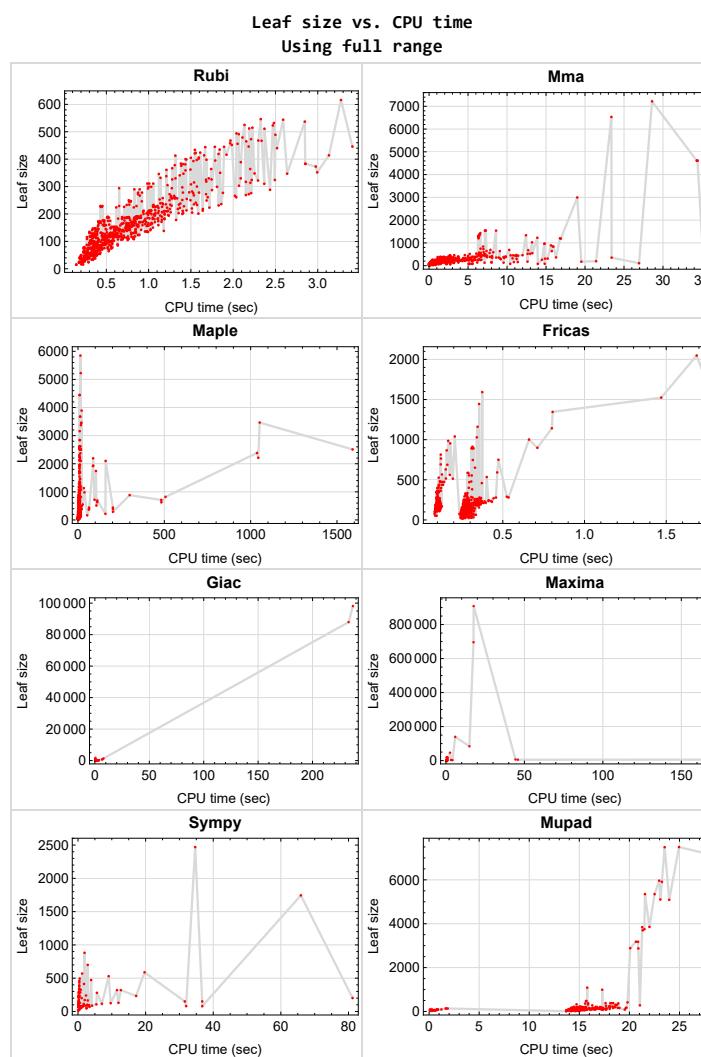 Leaf size vs. CPU time
Using full range
Rubi
Leaf size
600
500
400
300
200
100
0
0.5 1.0 1.5 2.0 2.5 3.0
CPU time (sec)
Mma
Leaf size
7000
6000
5000
4000
3000
2000
1000
0
0 5 10 15 20 25 30 3
CPU time (sec)
Maple
Leaf size
6000
5000
4000
3000
2000
1000
0
0 500 1000 1500
CPU time (sec)
Fricas
Leaf size
2000
1500
1000
500
0
0.5 1.0 1.5
CPU time (sec)
Giac
Leaf size
100 000
80 000
60 000
40 000
20 000
0
0 50 100 150 200
CPU time (sec)
Maxima
Leaf size
800 000
600 000
400 000
200 000
0
0 50 100 150
CPU time (sec)
Sympy
Leaf size
2500
2000
1500
1000
500
0
0 20 40 60 80
CPU time (sec)
Mupad
Leaf size
6000
4000
2000
0
0 5 10 15 20 25
CPU time (sec)